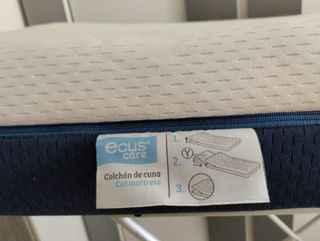 ecus®
care
Colchón de cuna
Cot mattress
1.
2.
3.